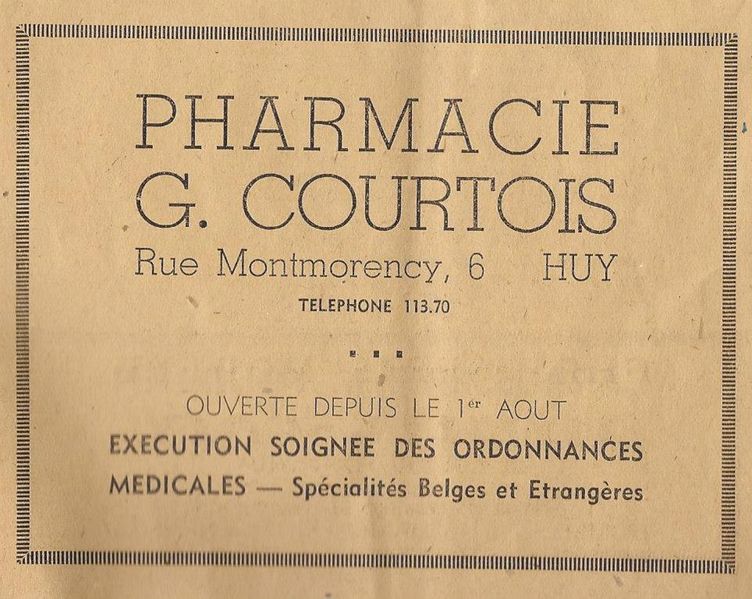 PHARMACIE
G. COURTOIS
Rue Montmorency, 6 HUY
TELEPHONE 113.70
OUVERTE DEPUIS LE 1er AOUT
EXECUTION SOIGNEE DES ORDONNANCES
MEDICALES — Spécialités Belges et Etrangères